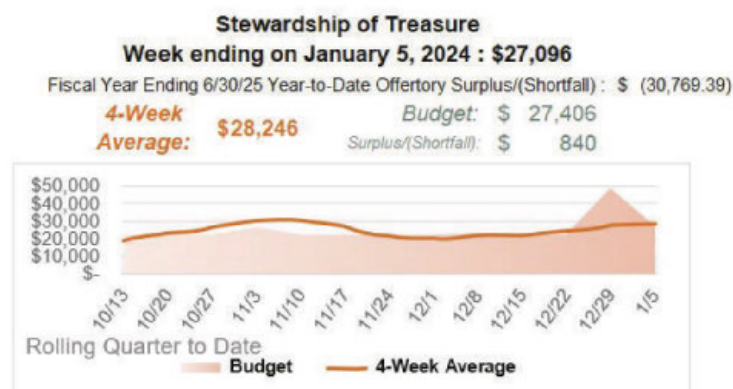 Stewardship of Treasure
Week ending on January 5, 2024 : $27,096
Fiscal Year Ending 6/30/25 Year-to-Date Offertory Surplus/(Shortfall) : $ (30,769.39)
4-Week Average: $28,246
Budget: $ 27,406
Surplus/(Shortfall): $ 840
$50,000
$40,000
$30,000
$20,000
$10,000
$-
10/13 10/20 10/27 11/3 11/10 11/17 11/24 12/1 12/8 12/15 12/22 12/29 1/5
Rolling Quarter to Date
Budget 4-Week Average